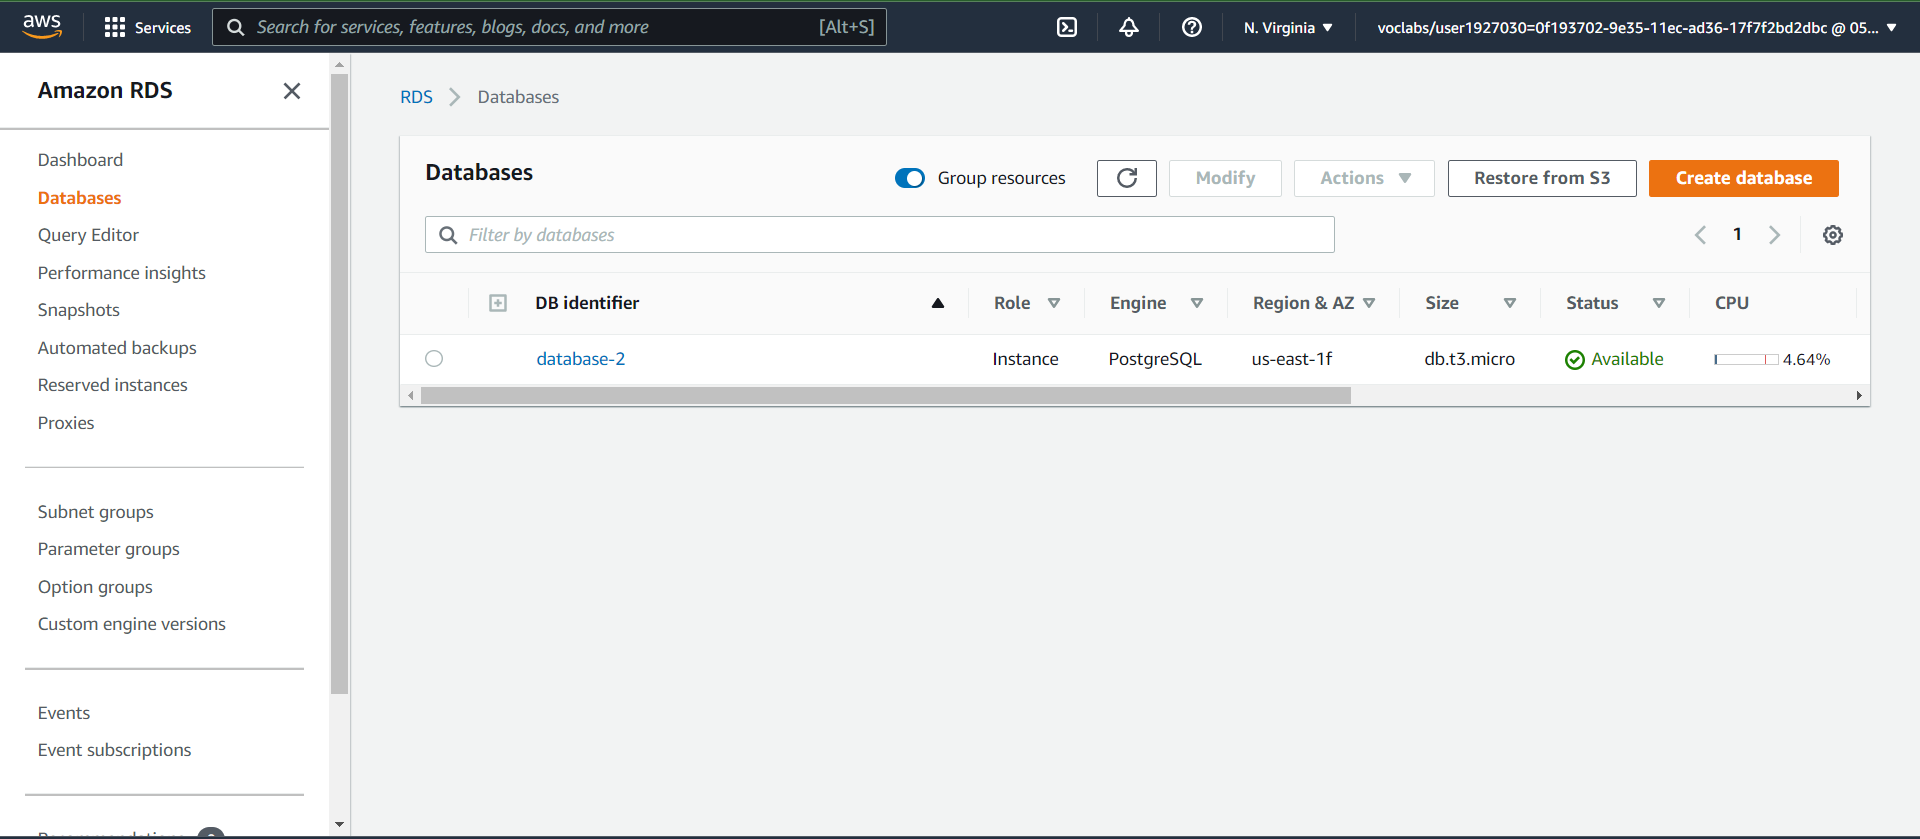 aws
Services
Search for services, features, blogs, docs, and more [Alt+S]
N. Virginia
voclabs/user1927030=0f193702-9e35-11ec-ad36-17f7f2bd2dbc @ 05...
Amazon RDS
Dashboard
Databases
Query Editor
Performance insights
Snapshots
Automated backups
Reserved instances
Proxies
Subnet groups
Parameter groups
Option groups
Custom engine versions
Events
Event subscriptions
RDS Databases
Databases
Group resources
Modify
Actions
Restore from S3
Create database
Filter by databases
1
DB identifier Role Engine Region & AZ Size Status CPU
database-2 Instance PostgreSQL us-east-1f db.t3.micro Available 4.64%